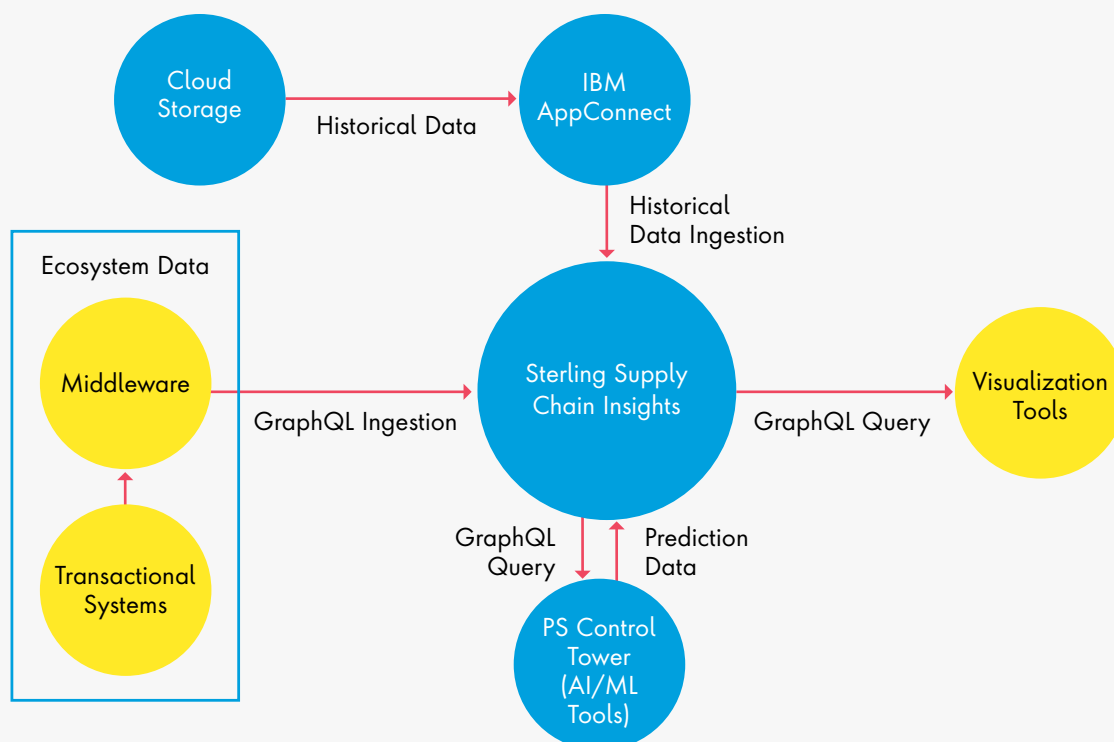 Cloud
Storage
Historical Data
IBM
AppConnect
Historical
Data Ingestion
Ecosystem Data
Middleware
GraphQL Ingestion
Sterling Supply
Chain Insights
GraphQL Query
Visualization
Tools
Transactional
Systems
GraphQL
Query
Prediction
Data
PS Control
Tower
(AI/ML
Tools)